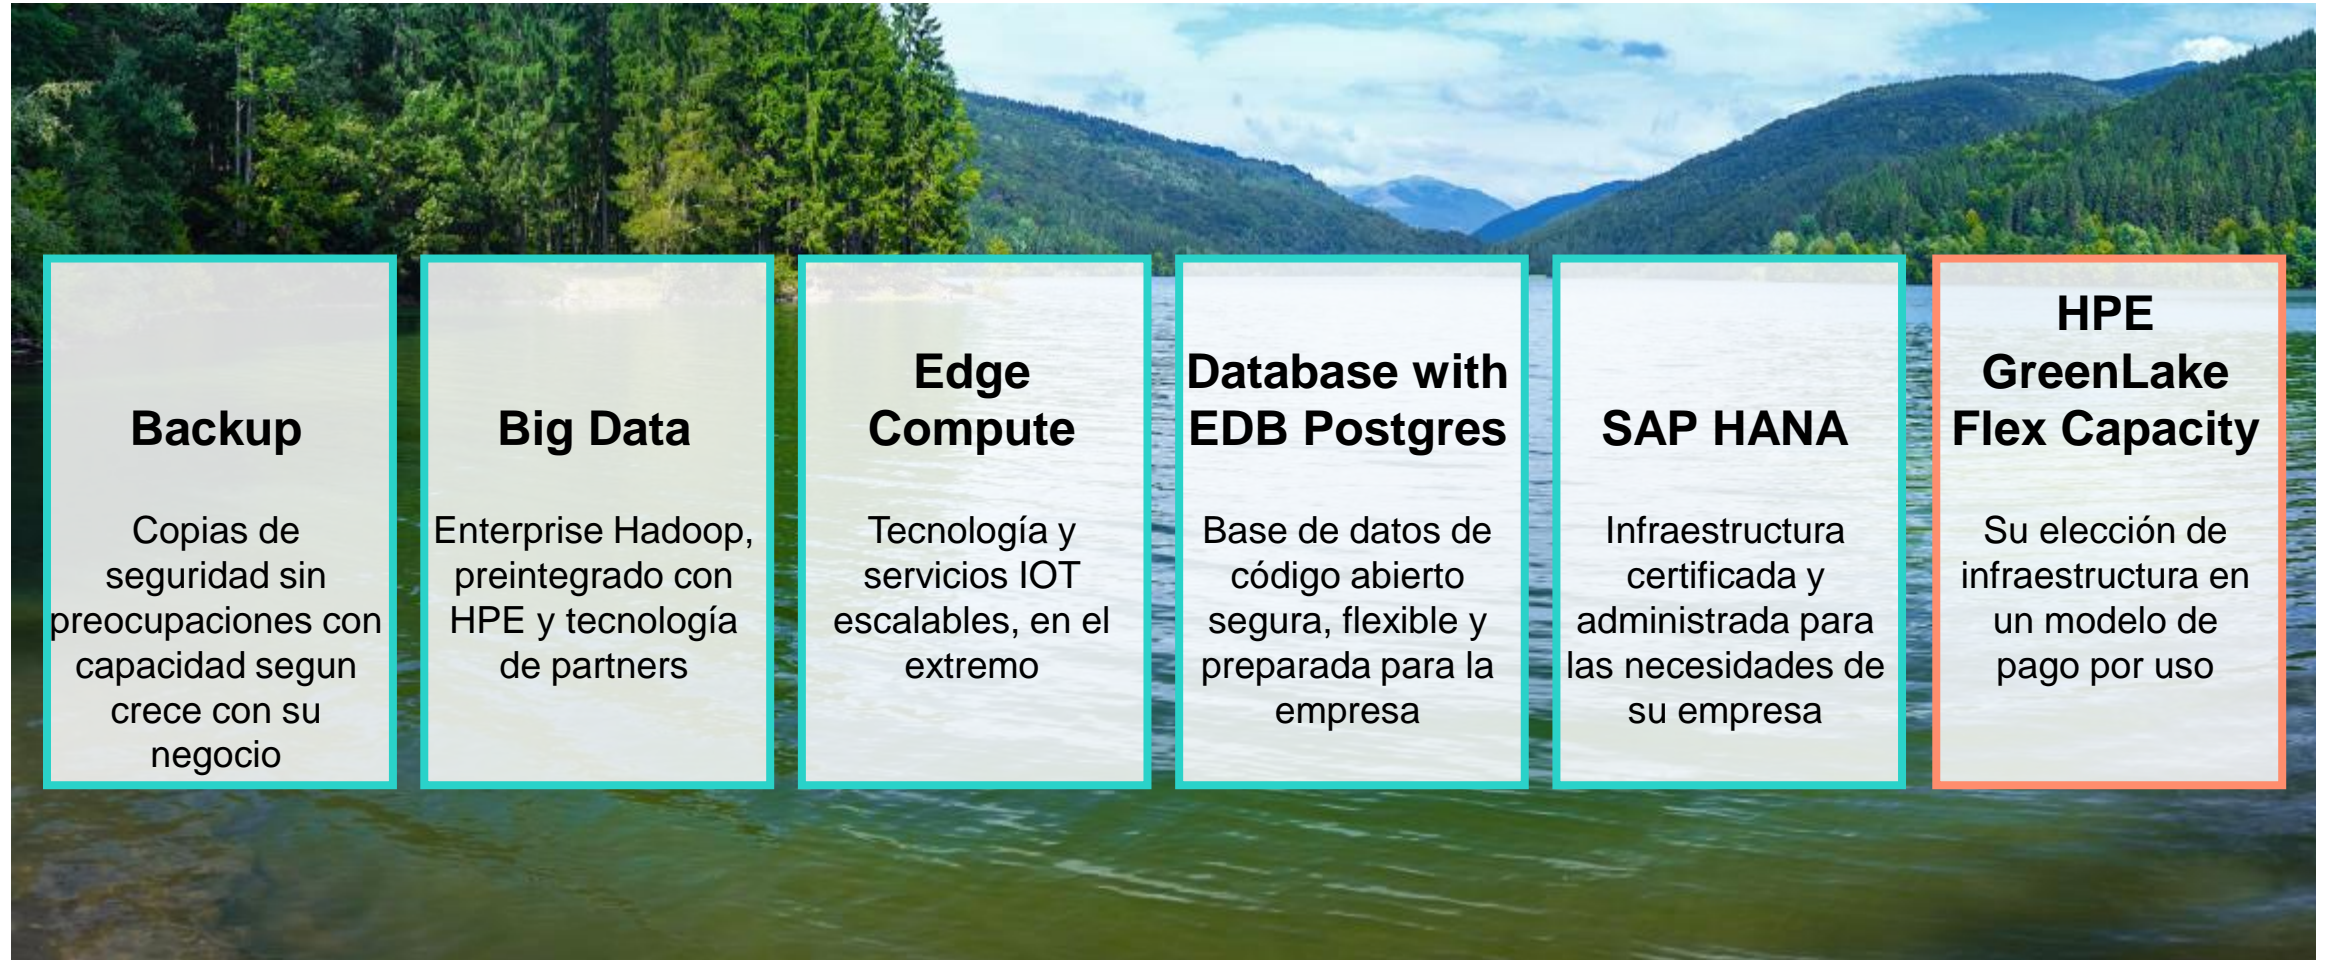 Backup
Copias de
seguridad sin
preocupaciones con
capacidad segun
crece con su
negocio
Big Data
Enterprise Hadoop,
preintegrado con
HPE y tecnología
de partners
Edge
Compute
Tecnología y
servicios IOT
escalables, en el
extremo
Database with
EDB Postgres
Base de datos de
código abierto
segura, flexible y
preparada para la
empresa
SAP HANA
Infraestructura
certificada y
administrada para
las necesidades de
su empresa
HPE
GreenLake
Flex Capacity
Su elección de
infraestructura en
un modelo de
pago por uso